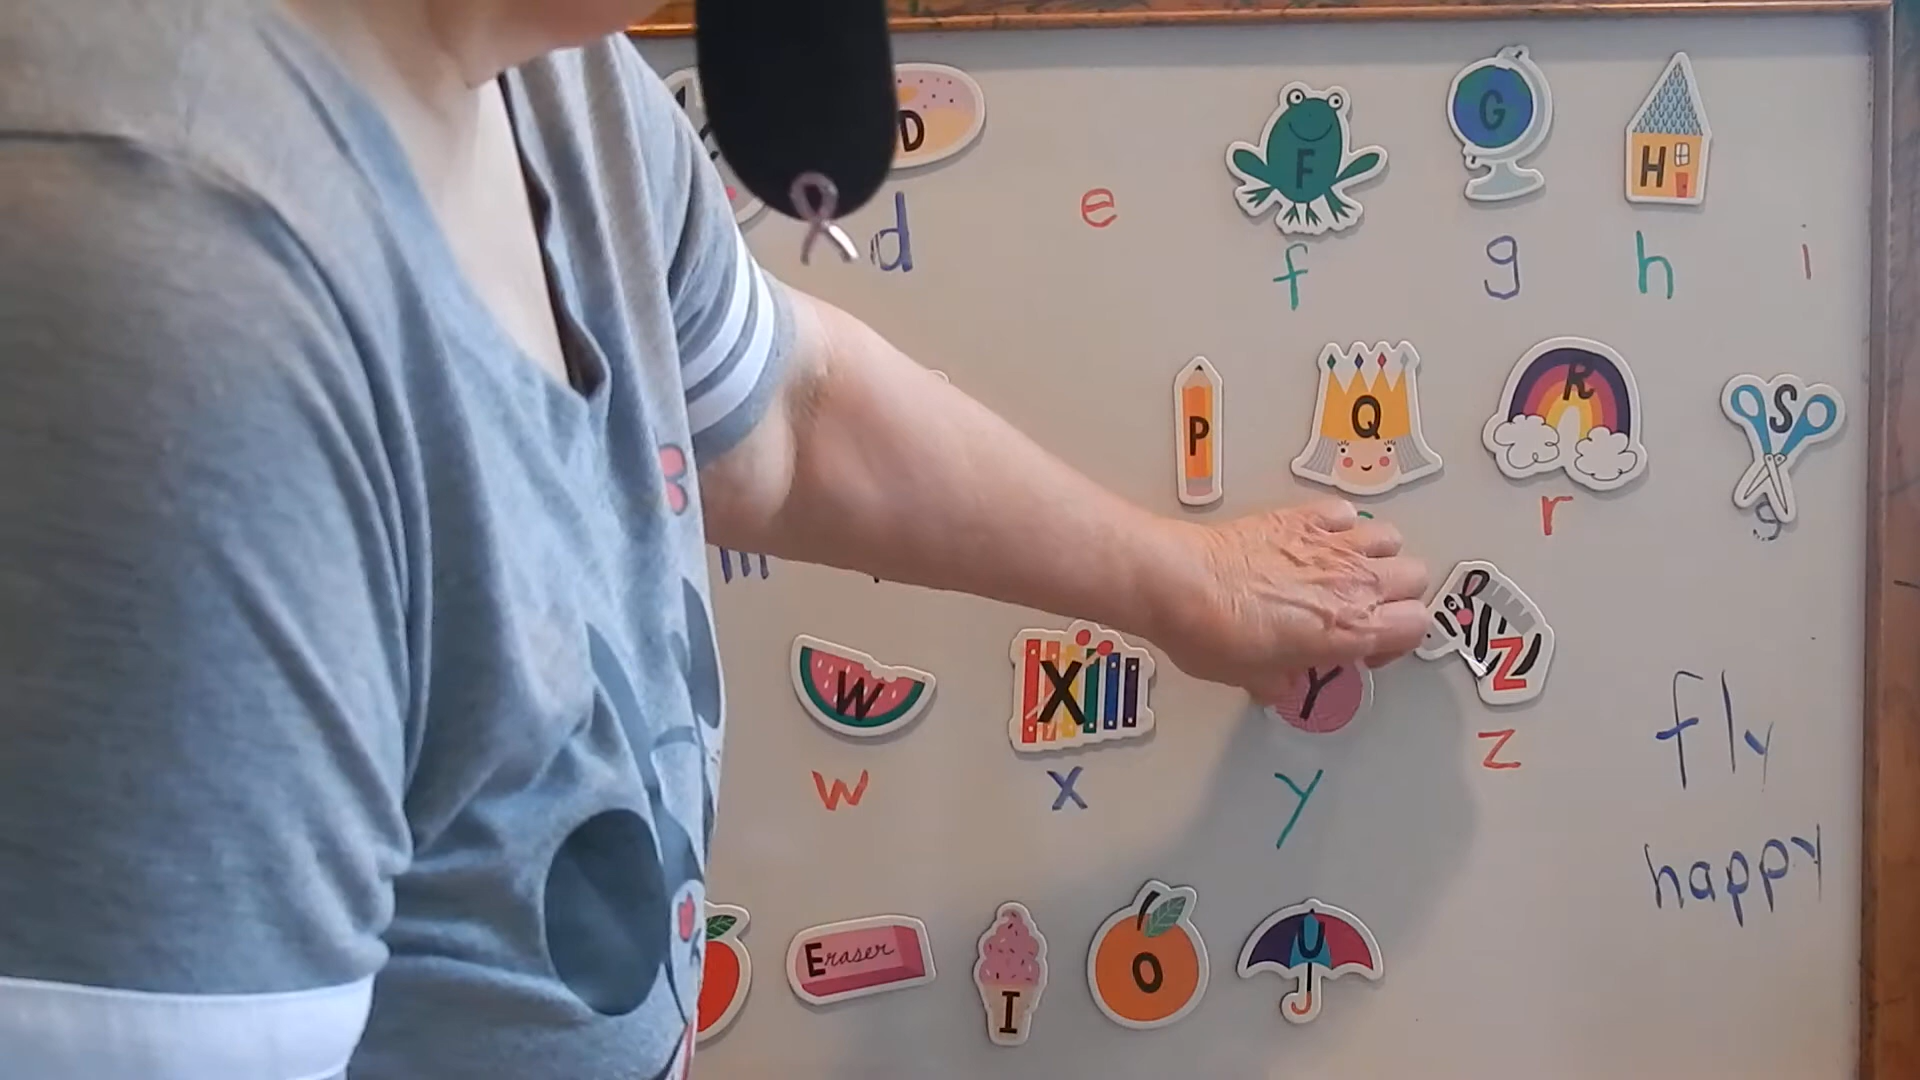 D F G H
d e f g h i
P Q R S
r s
m
W X Y Z
w x y z
fly
happy
Eraser I O U